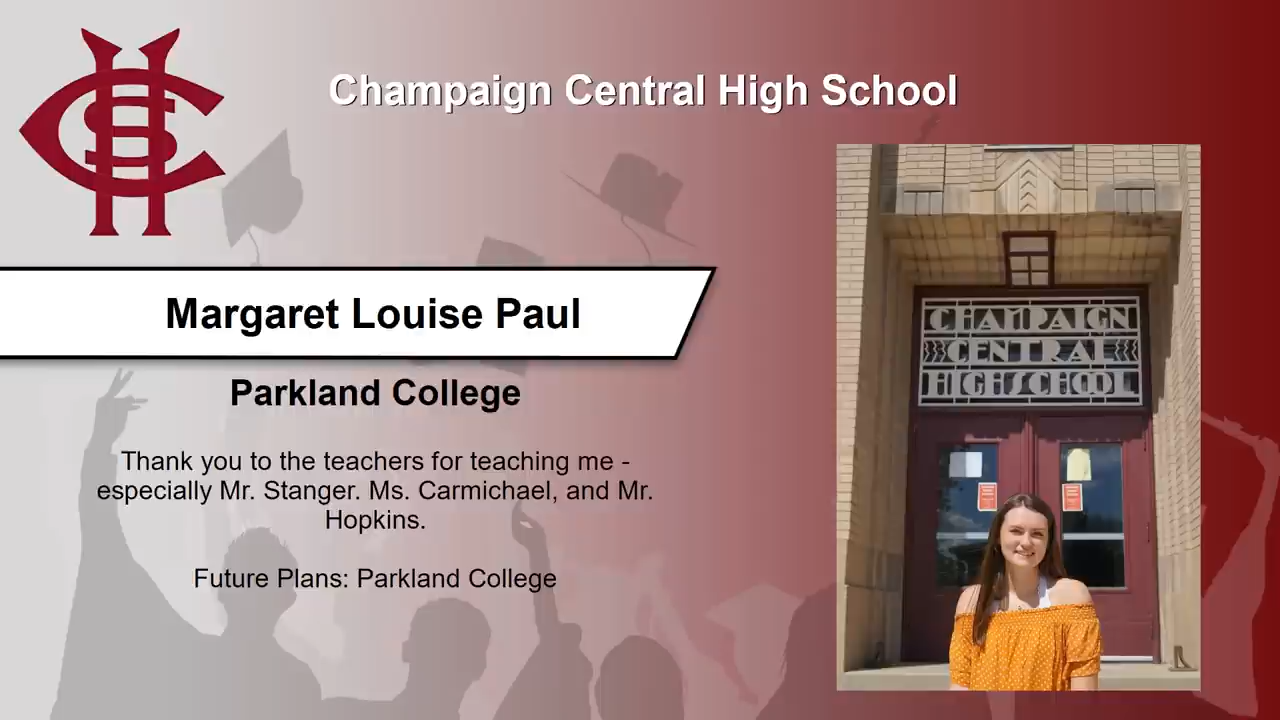 Champaign Central High School
CHS
Margaret Louise Paul
Parkland College
Thank you to the teachers for teaching me -
especially Mr. Stanger. Ms. Carmichael, and Mr.
Hopkins.
Future Plans: Parkland College
CHAMPAIGN
CENTRAL
HIGH SCHOOL